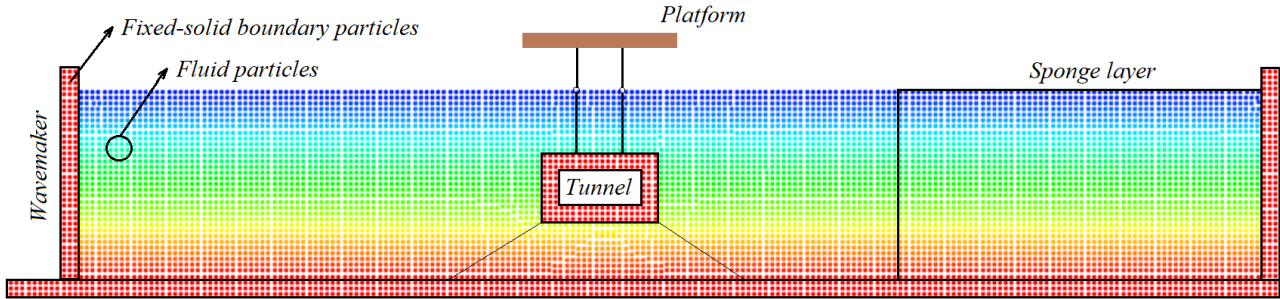 Platform
Fixed-solid boundary particles
Fluid particles
Sponge layer
Wavemaker
Tunnel